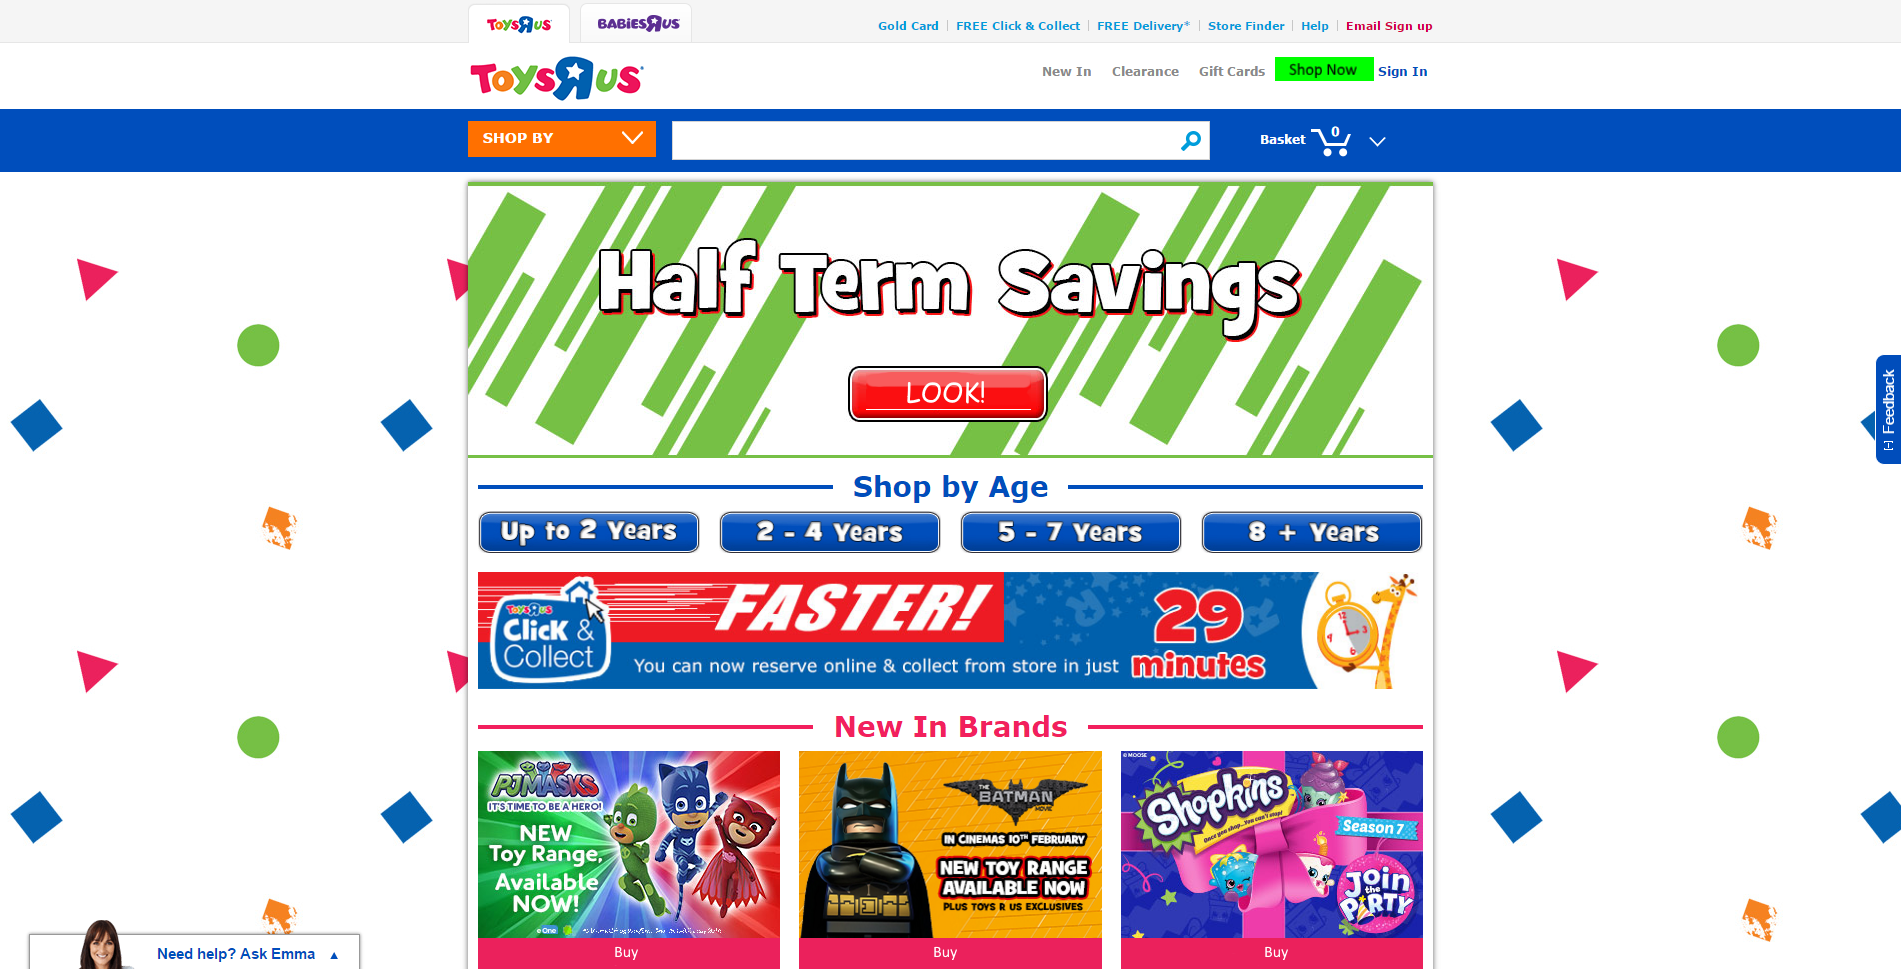 TOYSRUS
BABIESRUS
Gold Card
FREE Click & Collect
FREE Delivery*
Store Finder
Help
Email Sign up
TOYSRUS
New In
Clearance
Gift Cards
Shop Now
Sign In
SHOP BY
Basket
0
Half Term Savings
LOOK!
[-] Feedback
Shop by Age
Up to 2 Years
2 - 4 Years
5 - 7 Years
8 + Years
TOYSRUS
Click &
Collect
FASTER!
You can now reserve online & collect from store in just
29
minutes
12
3
6
9
New In Brands
PJMASKS
IT'S TIME TO BE A HERO!
NEW
Toy Range,
Available
NOW!
eOne
Buy
THE
BATMAN
MOVIE
IN CINEMAS 10TH FEBRUARY
NEW TOY RANGE
AVAILABLE NOW
PLUS TOYS R US EXCLUSIVES
Buy
© MOOSE
Shopkins
Once you shop...You can't stop!
Season 7
Join
the
PARTY
Buy
Need help? Ask Emma ▲